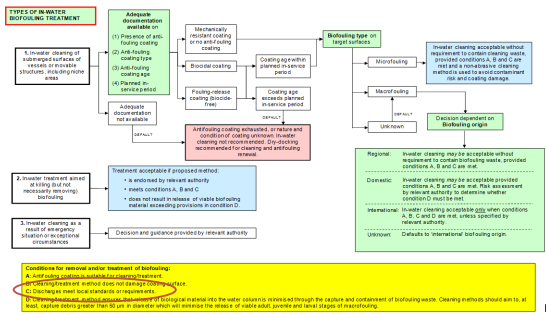 TYPES OF IN-WATER
BIOFOULING TREATMENT
1. In-water cleaning of
submerged surfaces of
vessels or movable
structures, including niche
areas
Adequate
documentation
available on
(1) Presence of anti-
fouling coating
(2) Anti-fouling
coating type
(3) Anti-fouling
coating age
(4) Planned in-
service period
Adequate
documentation
not available
DEFAULT
Mechanically
resistant coating
or no anti-fouling
coating
Biocidal coating
Fouling-release
coating (biocide-
free)
Coating age within
planned in-service
period
Coating age
exceeds planned
in-service period
DEFAULT
Antifouling coating exhausted, or nature and
condition of coating unknown. In-water
cleaning not recommended. Dry-docking
recommended for cleaning and antifouling
renewal.
Biofouling type on
target surfaces
Microfouling
Macrofouling
DEFAULT
Unknown
In-water cleaning acceptable without
requirement to contain cleaning waste,
provided conditions A, B and C are met
and a non-abrasive cleaning
method is used to avoid contaminant
risk and coating damage.
Decision dependent on
Biofouling origin
Regional: In-water cleaning may be acceptable without
requirement to contain biofouling waste, provided
conditions A, B and C are met.
Domestic: In-water cleaning may be acceptable provided
conditions A, B and C are met. Risk assessment
by relevant authority to determine whether
condition D must be met.
International: In-water cleaning acceptable only when conditions
A, B, C and D are met, unless specified by
relevant authority.
Unknown: Defaults to 'international' biofouling origin.
2. In-water treatment aimed
at killing (but not
necessarily removing)
biofouling
Treatment acceptable if proposed method:
• is endorsed by relevant authority
• meets conditions A, B and C
• does not result in release of viable biofouling
material exceeding provisions in condition D.
3. In-water cleaning as a
result of emergency
situation or exceptional
circumstances
Decision and guidance provided by relevant authority
Conditions for removal and/or treatment of biofouling:
A: Antifouling coating is suitable for cleaning/treatment.
B: Cleaning/treatment method does not damage coating surface.
C: Discharges meet local standards or requirements.
D: Cleaning/treatment method ensures that release of biological material into the water column is minimised through the capture and containment of biofouling waste. Cleaning methods should aim to, at
least, capture debris greater than 50 µm in diameter which will minimise the release of viable adult, juvenile and larval stages of macrofouling.